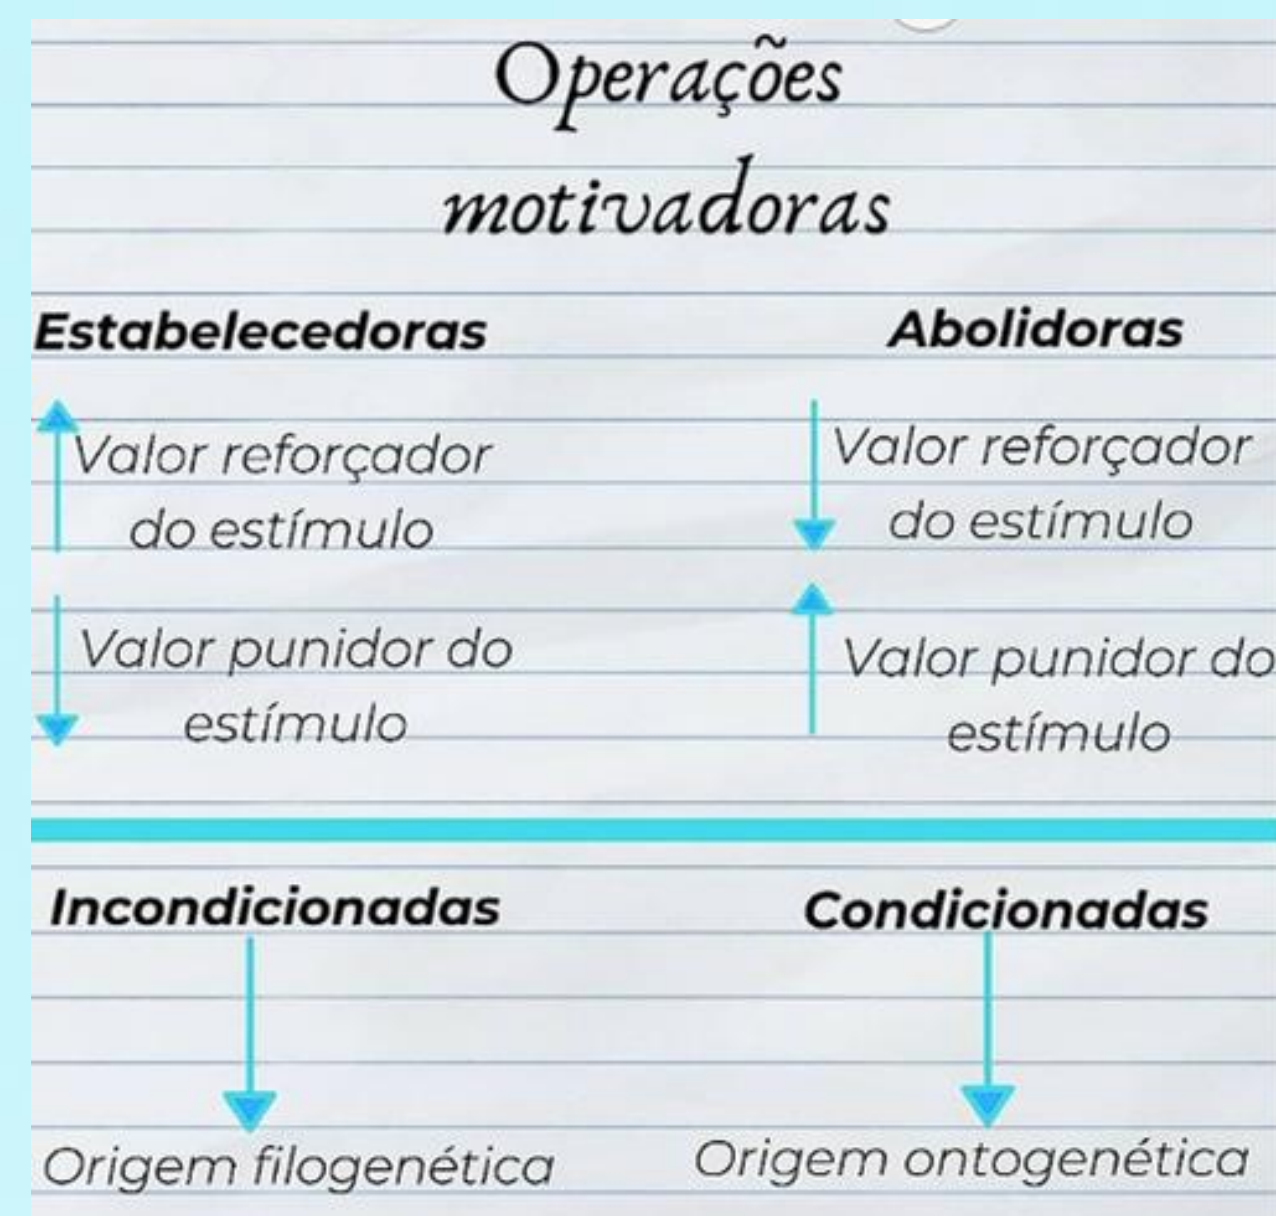 Operações
motivadoras
Estabelecedoras
Valor reforçador
do estímulo
Valor punidor do
estímulo
Abolidoras
Valor reforçador
do estímulo
Valor punidor do
estímulo
Incondicionadas
Origem filogenética
Condicionadas
Origem ontogenética